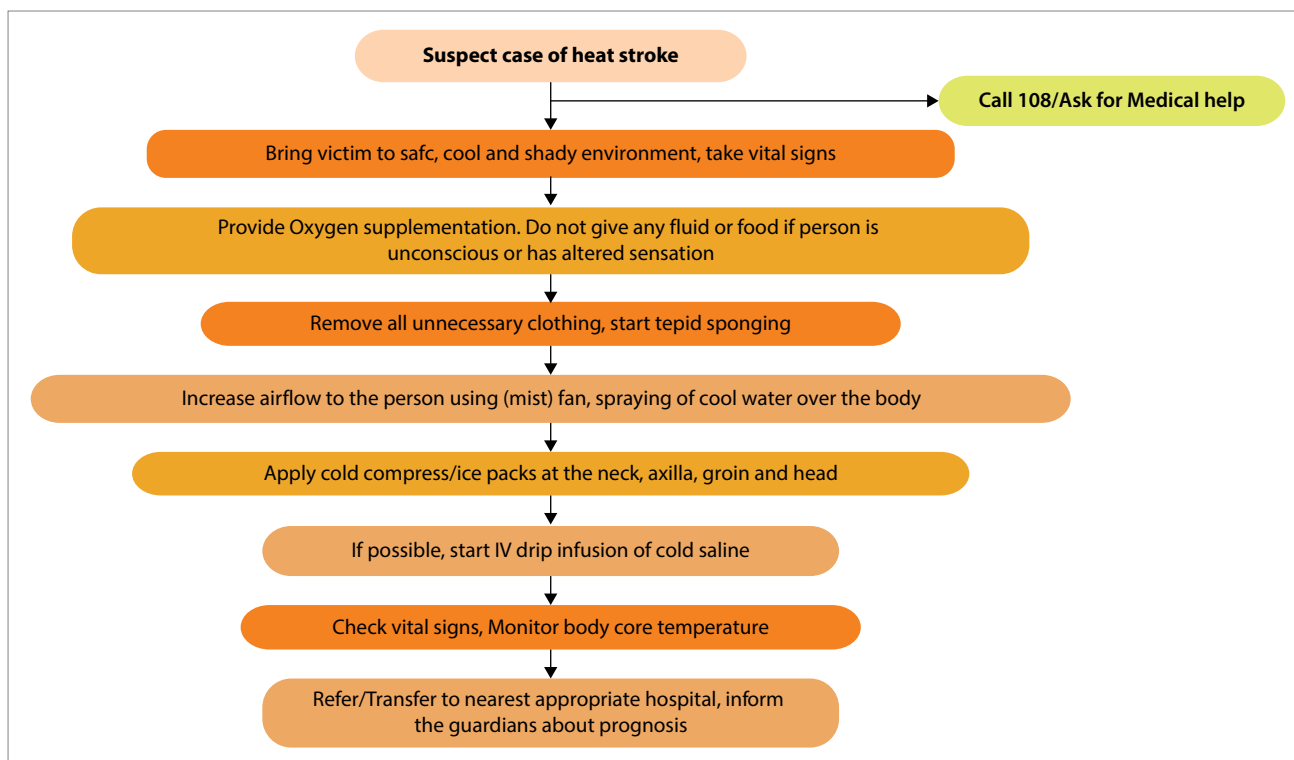 Suspect case of heat stroke
Call 108/Ask for Medical help
Bring victim to safc, cool and shady environment, take vital signs
Provide Oxygen supplementation. Do not give any fluid or food if person is
unconscious or has altered sensation
Remove all unnecessary clothing, start tepid sponging
Increase airflow to the person using (mist) fan, spraying of cool water over the body
Apply cold compress/ice packs at the neck, axilla, groin and head
If possible, start IV drip infusion of cold saline
Check vital signs, Monitor body core temperature
Refer/Transfer to nearest appropriate hospital, inform
the guardians about prognosis